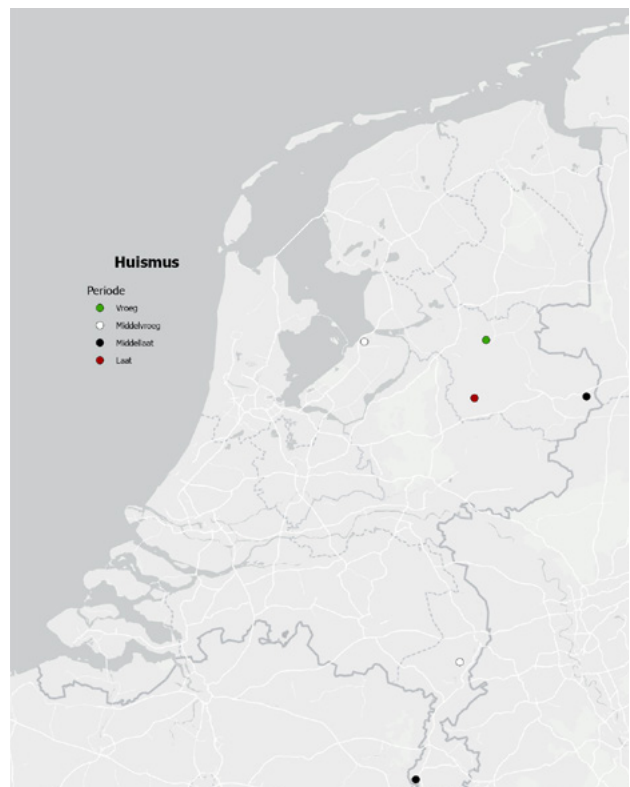 Huismus
Periode
Vroeg
Middelvroeg
Middellaat
Laat